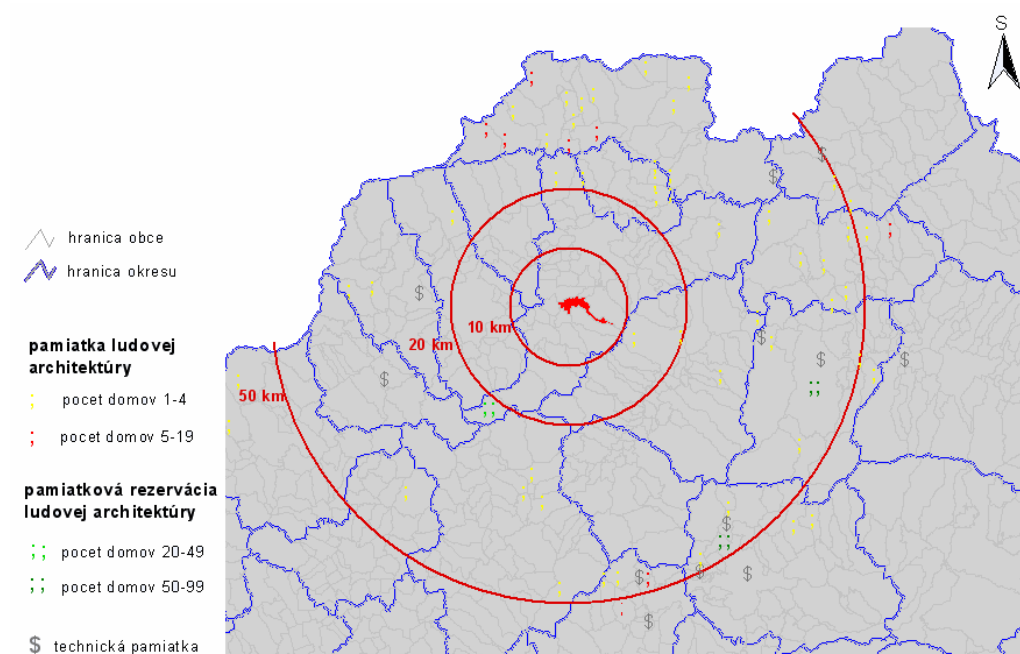 S
hranica obce
hranica okresu
pamiatka ludovej
architektúry
pocet domov 1-4
pocet domov 5-19
pamiatková rezervácia
ludovej architektúry
pocet domov 20-49
pocet domov 50-99
$ technická pamiatka
10 km
20 km
50 km